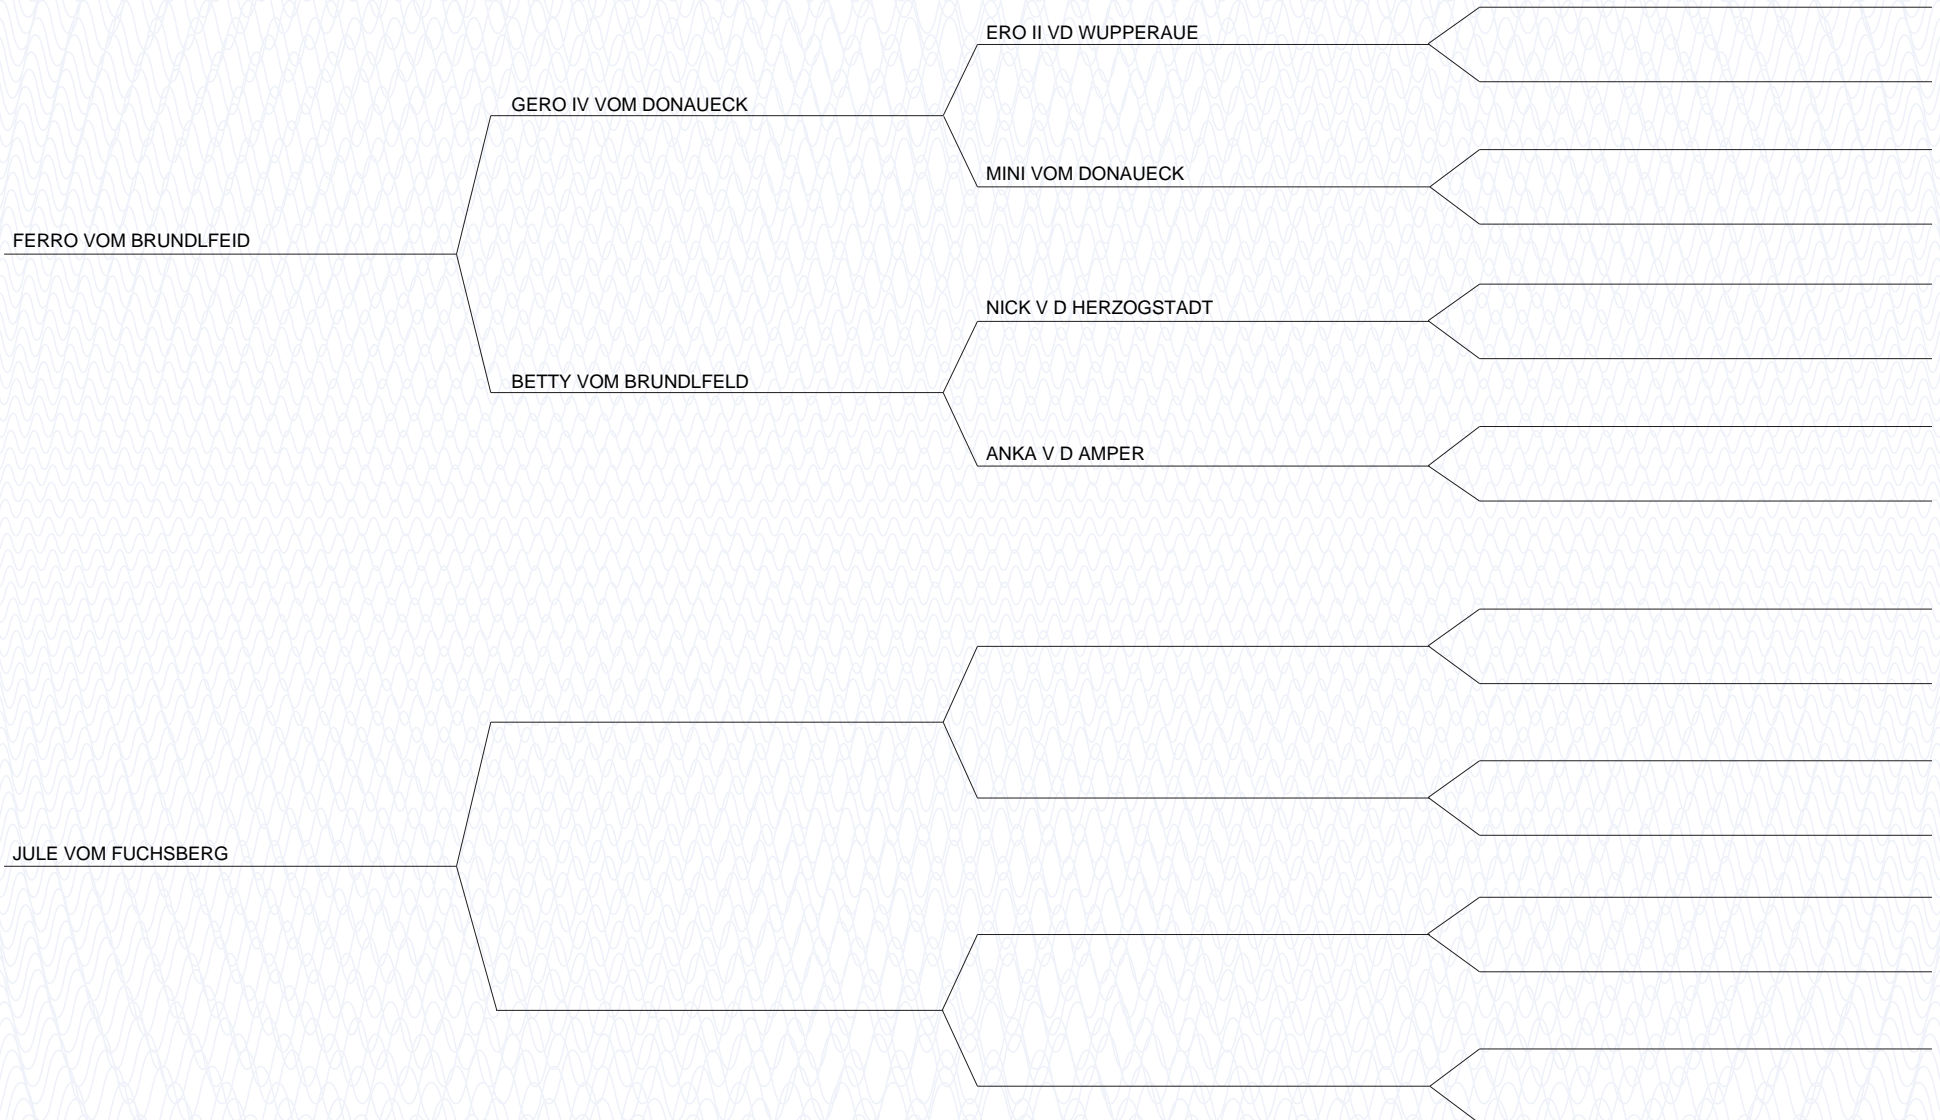 ERO II VD WUPPERAUE
GERO IV VOM DONAUECK
MINI VOM DONAUECK
FERRO VOM BRUNDLFEID
NICK V D HERZOGSTADT
BETTY VOM BRUNDLFELD
ANKA V D AMPER
JULE VOM FUCHSBERG